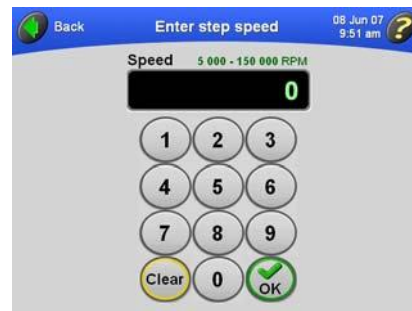 Back Enter step speed 08 Jun 07
9:51 am ?
Speed 5 000 - 150 000 RPM
0
1 2 3
4 5 6
7 8 9
Clear 0 OK